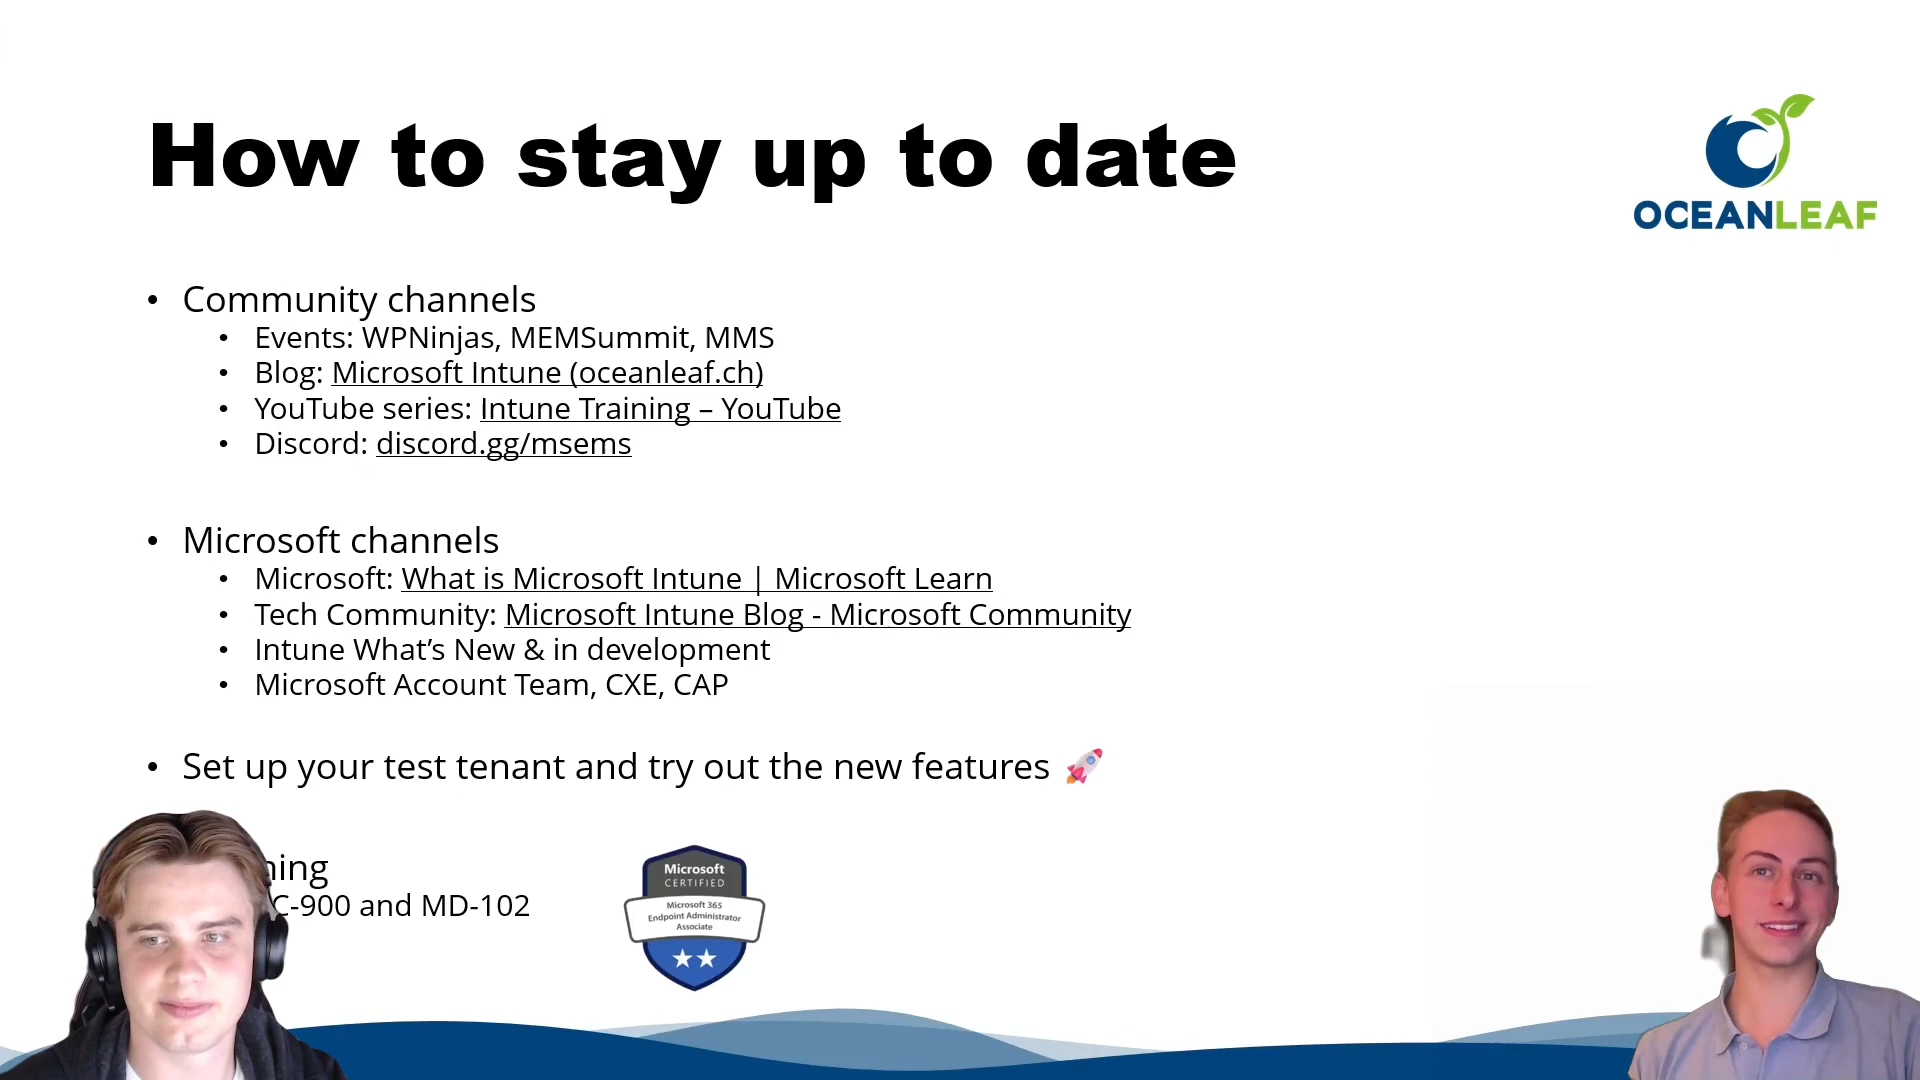 How to stay up to date
OCEANLEAF
• Community channels
• Events: WPNinjas, MEMSummit, MMS
• Blog: Microsoft Intune (oceanleaf.ch)
• YouTube series: Intune Training – YouTube
• Discord: discord.gg/msems
• Microsoft channels
• Microsoft: What is Microsoft Intune | Microsoft Learn
• Tech Community: Microsoft Intune Blog - Microsoft Community
• Intune What’s New & in development
• Microsoft Account Team, CXE, CAP
• Set up your test tenant and try out the new features 🚀
C-900 and MD-102
Microsoft
CERTIFIED
Microsoft 365
Endpoint Administrator
Associate